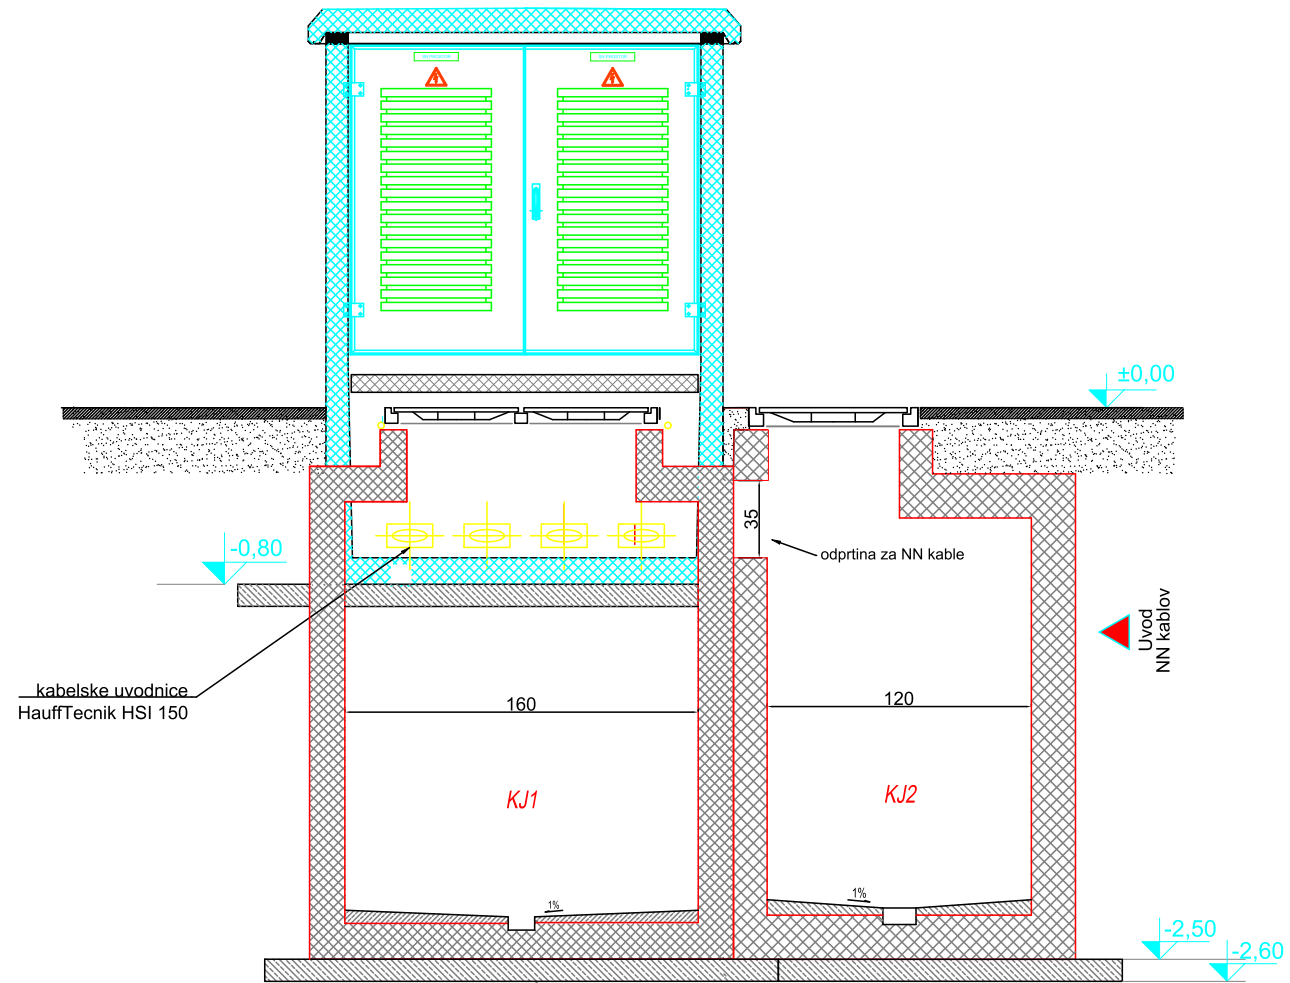 ±0,00
35
odprtina za NN kable
-0,80
Uvod
NN kablov
kabelske uvodnice
HauffTecnik HSI 150
160
120
KJ1
KJ2
1%
1%
-2,50
-2,60